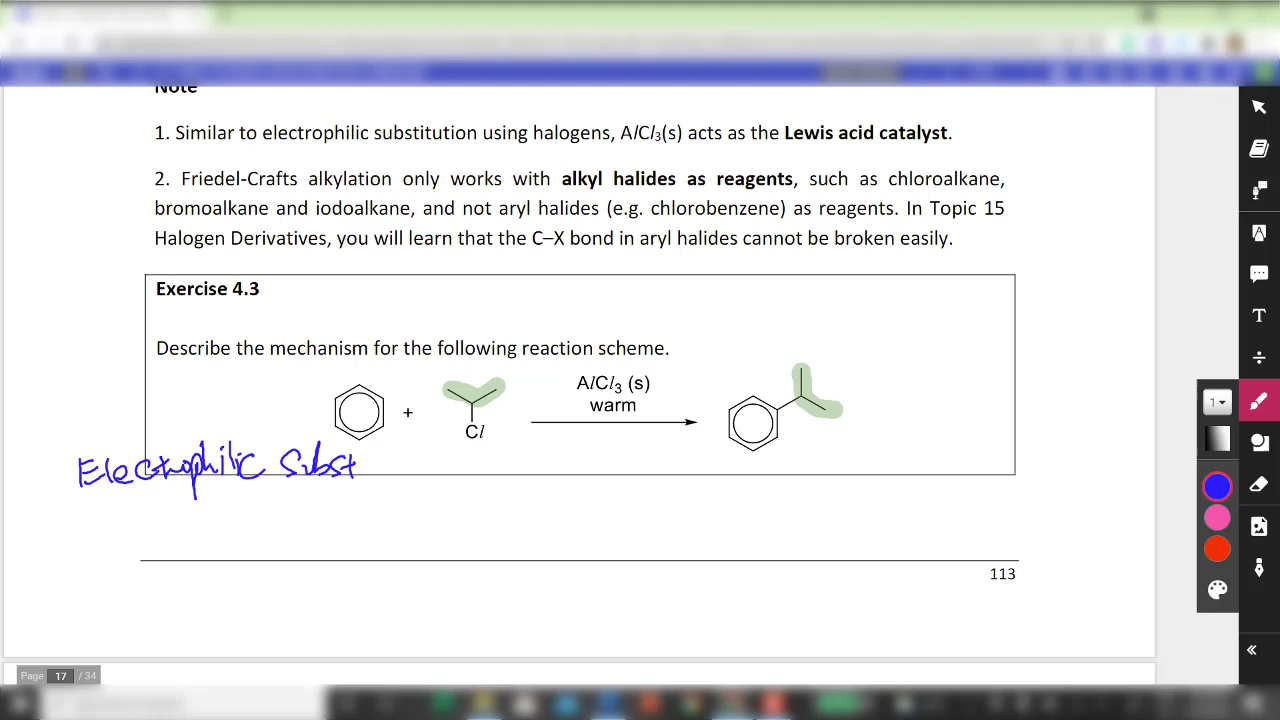 Note
1. Similar to electrophilic substitution using halogens, AlCl₃(s) acts as the Lewis acid catalyst.
2. Friedel-Crafts alkylation only works with alkyl halides as reagents, such as chloroalkane,
bromoalkane and iodoalkane, and not aryl halides (e.g. chlorobenzene) as reagents. In Topic 15
Halogen Derivatives, you will learn that the C–X bond in aryl halides cannot be broken easily.
Exercise 4.3
Describe the mechanism for the following reaction scheme.
+
Cl
AlCl₃ (s)
warm
Electrophilic Subst
113
Page 17 / 34
1
T